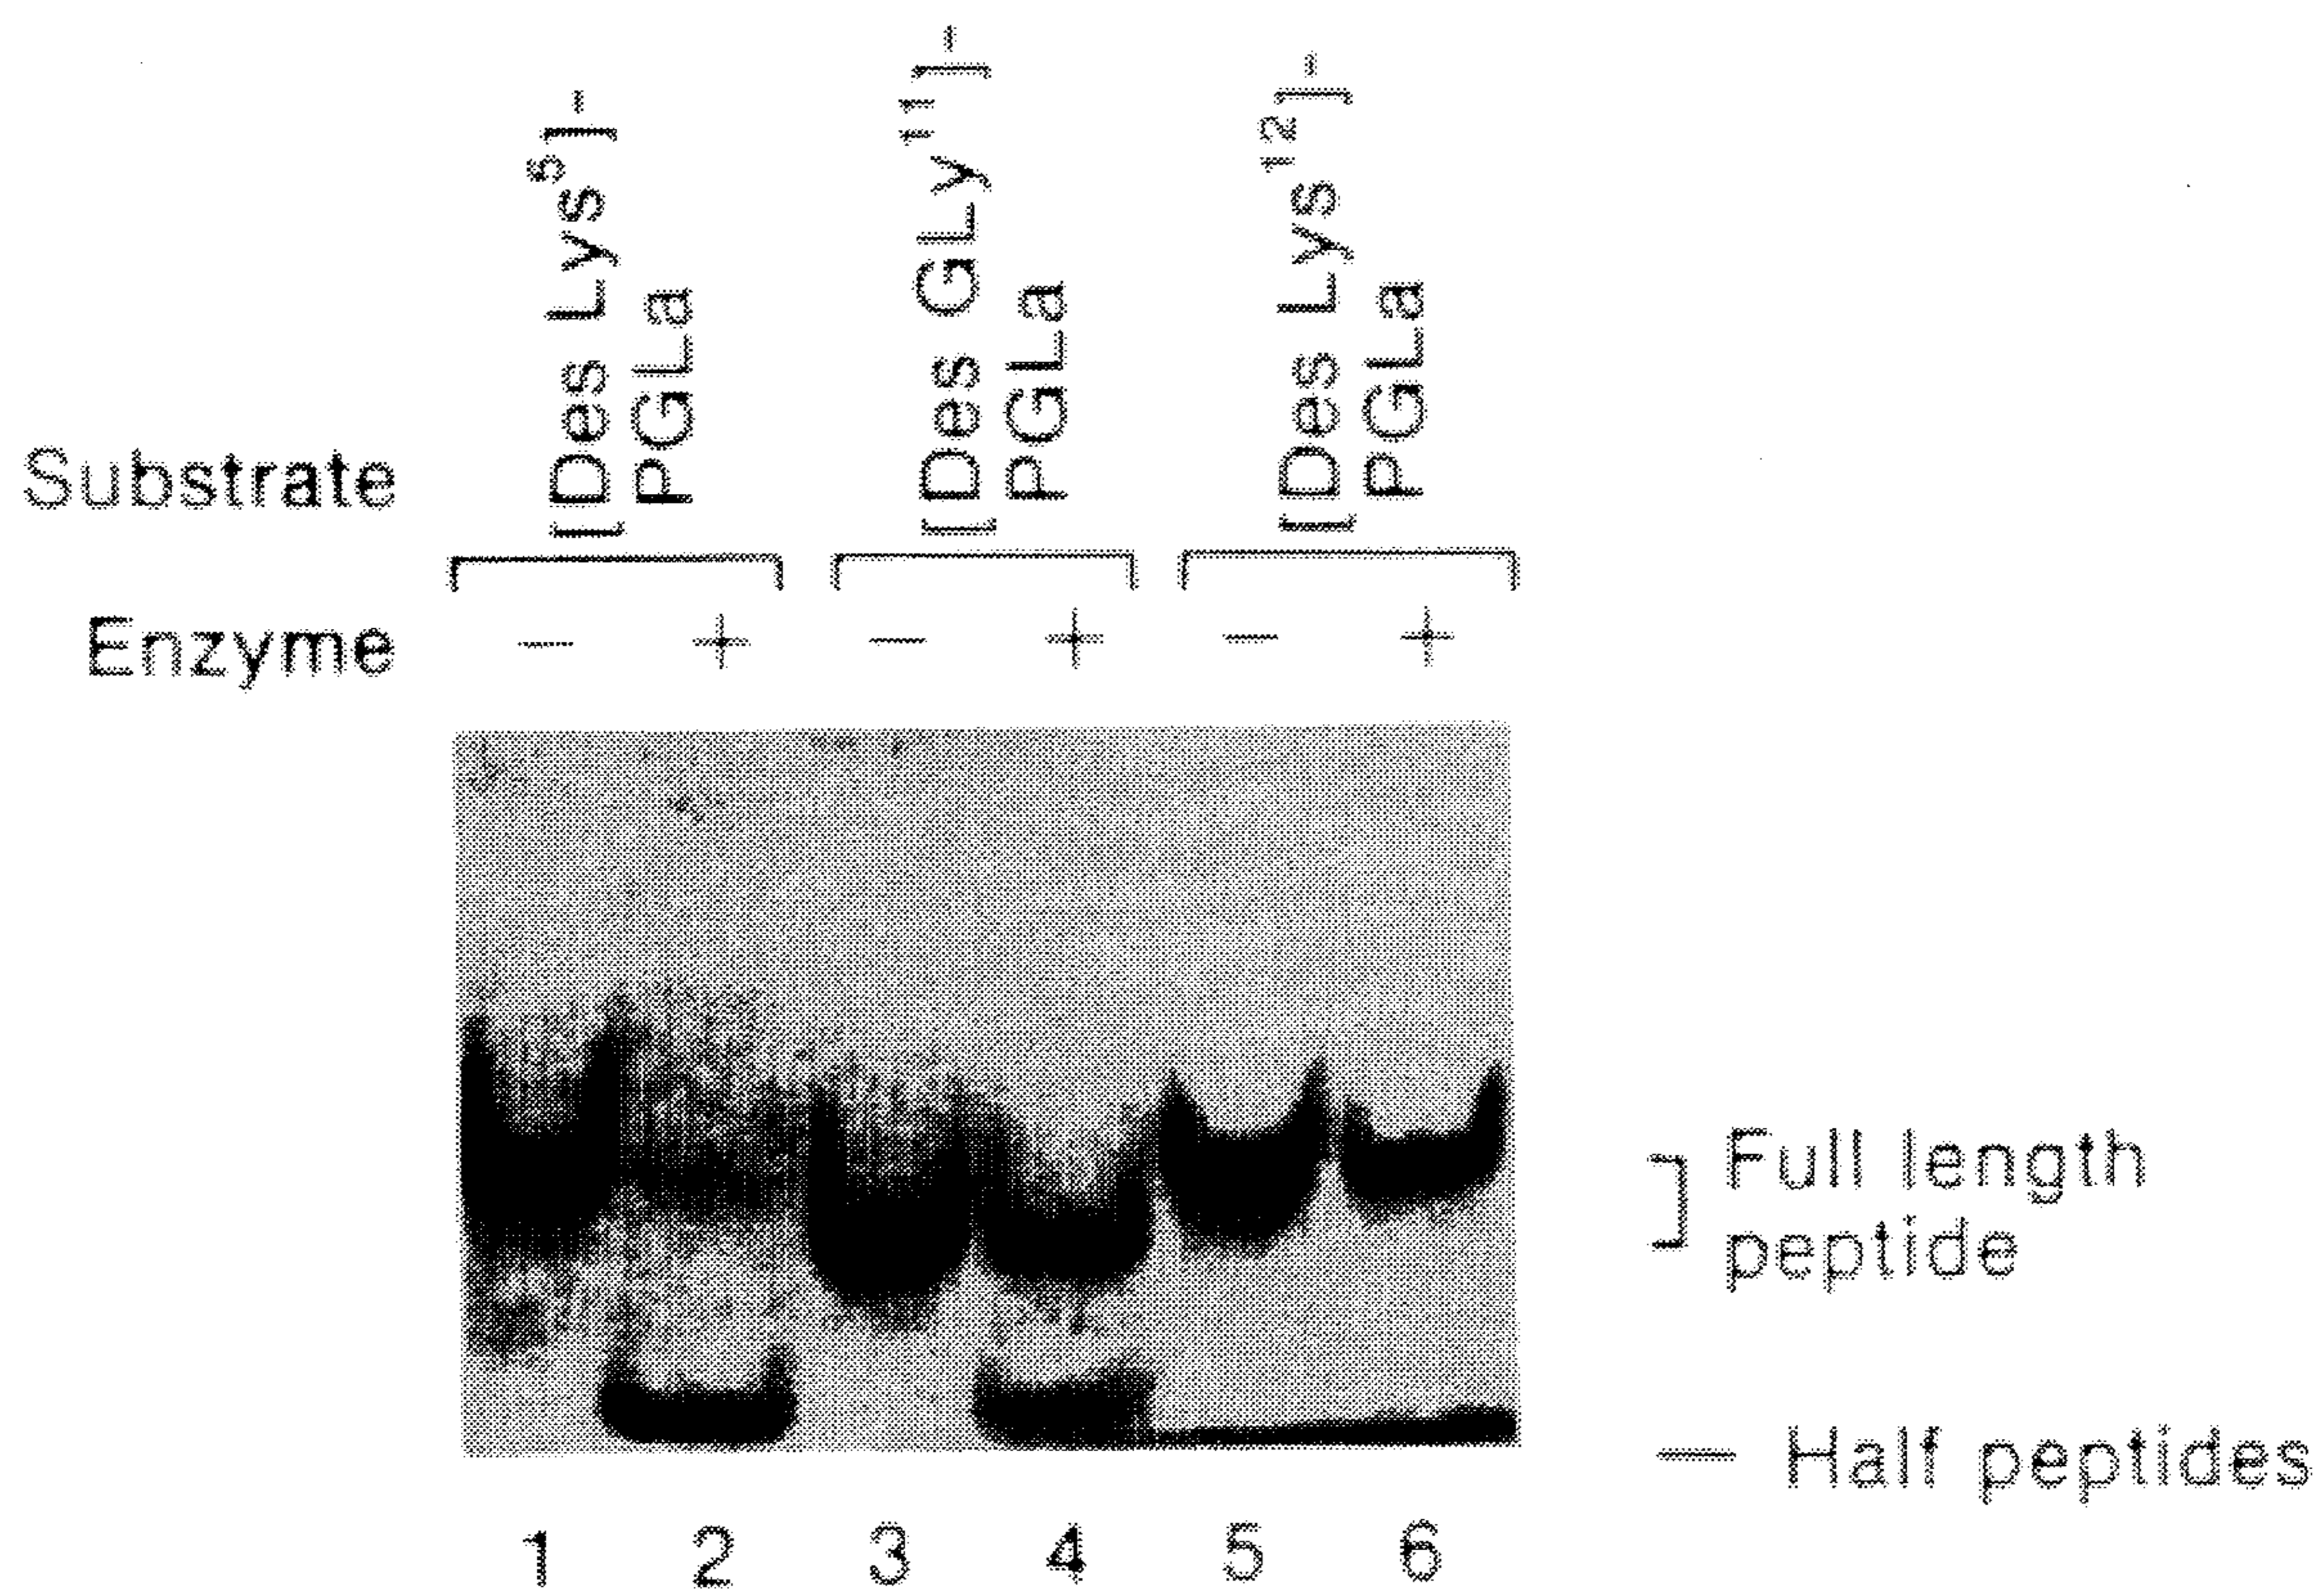 Substrate
[Des Lys⁵]-
PGLa
[Des GLy¹¹]-
PGLa
[Des Lys¹²]-
PGLa
Enzyme − + − + − +
Full length
peptide
Half peptides
1 2 3 4 5 6